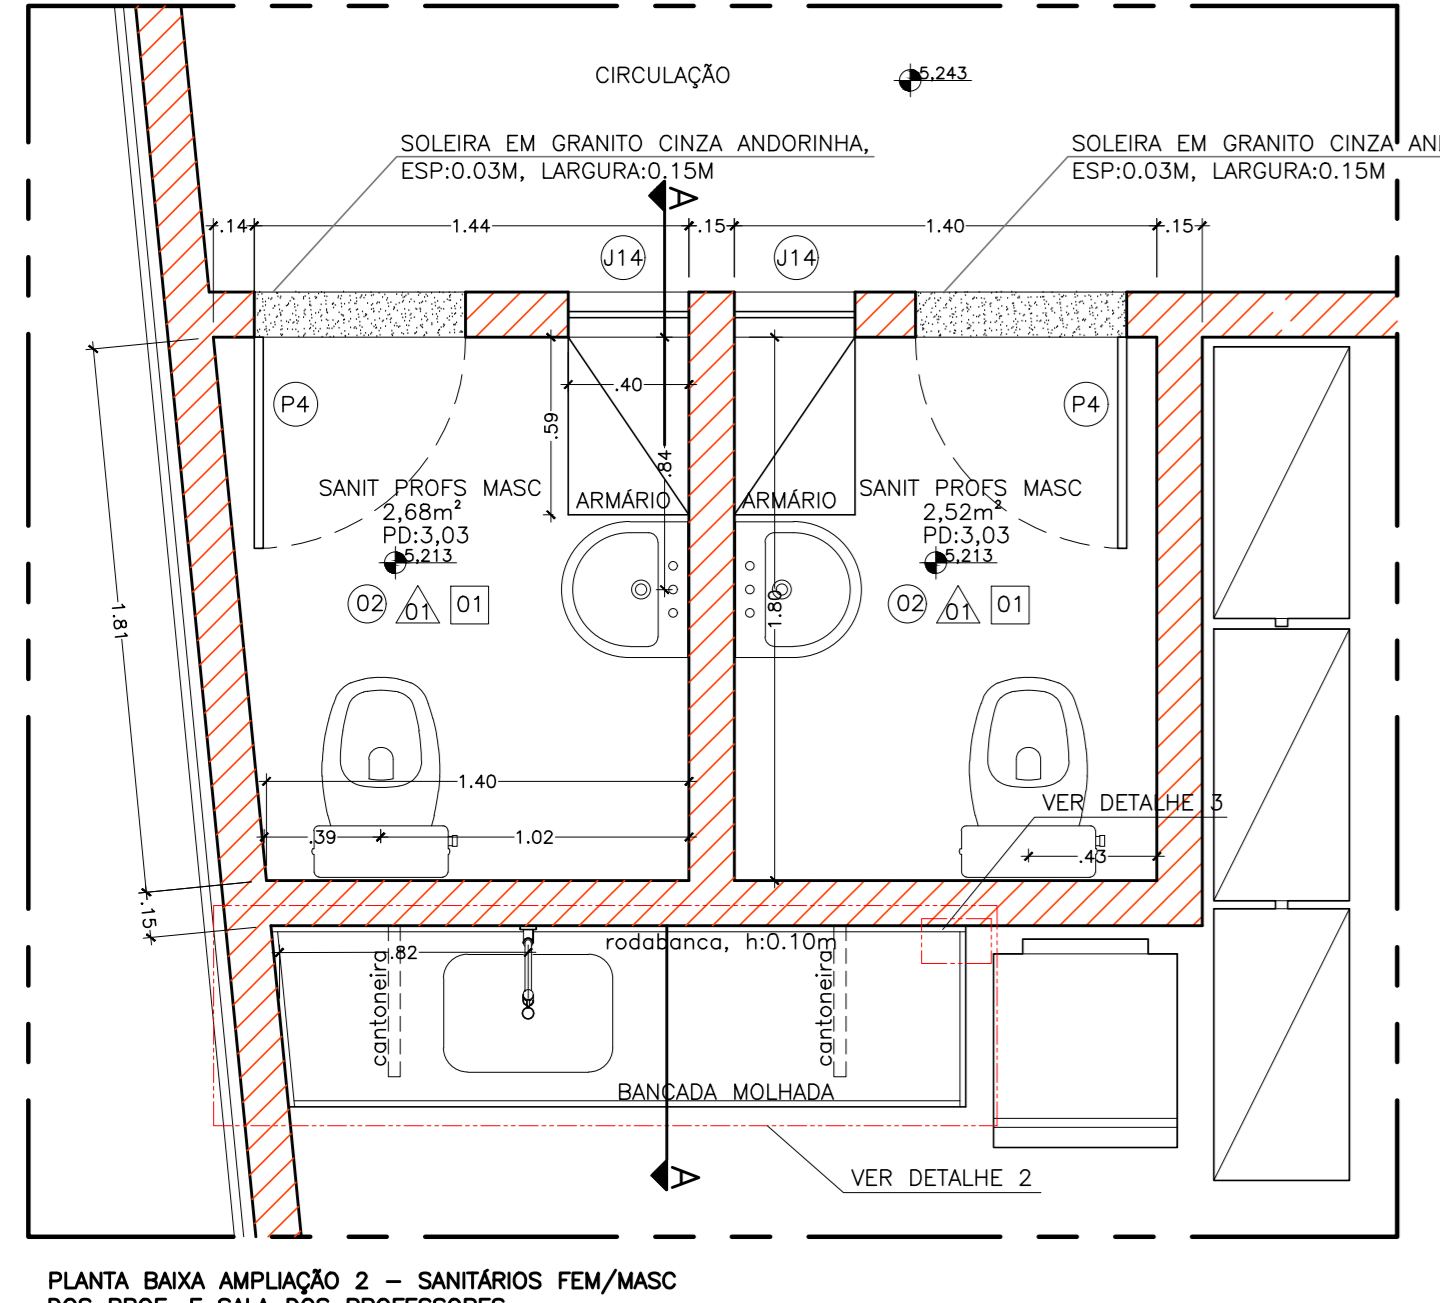 CIRCULAÇÃO
5,243
SOLEIRA EM GRANITO CINZA ANDORINHA,
ESP:0.03M, LARGURA:0.15M
SOLEIRA EM GRANITO CINZA
ESP:0.03M, LARGURA:0.15M
A
.14
1.44
.15
1.40
.15
J14
J14
P4
.40
.59
.84
P4
SANIT PROFS MASC
2,68m²
PD:3,03
5,213
02
01
01
ARMÁRIO
ARMÁRIO
SANIT PROFS MASC
2,52m²
PD:3,03
5,213
02
01
01
1.80
1.81
1.40
.39
1.02
VER DETALHE 3
.43
.15
.82
rodabanca, h:0.10m
cantoneira
cantoneira
BANCADA MOLHADA
A
VER DETALHE 2
PLANTA BAIXA AMPLIAÇÃO 2 – SANITÁRIOS FEM/MASC
DOS PROF. E SALA DOS PROFESSORES